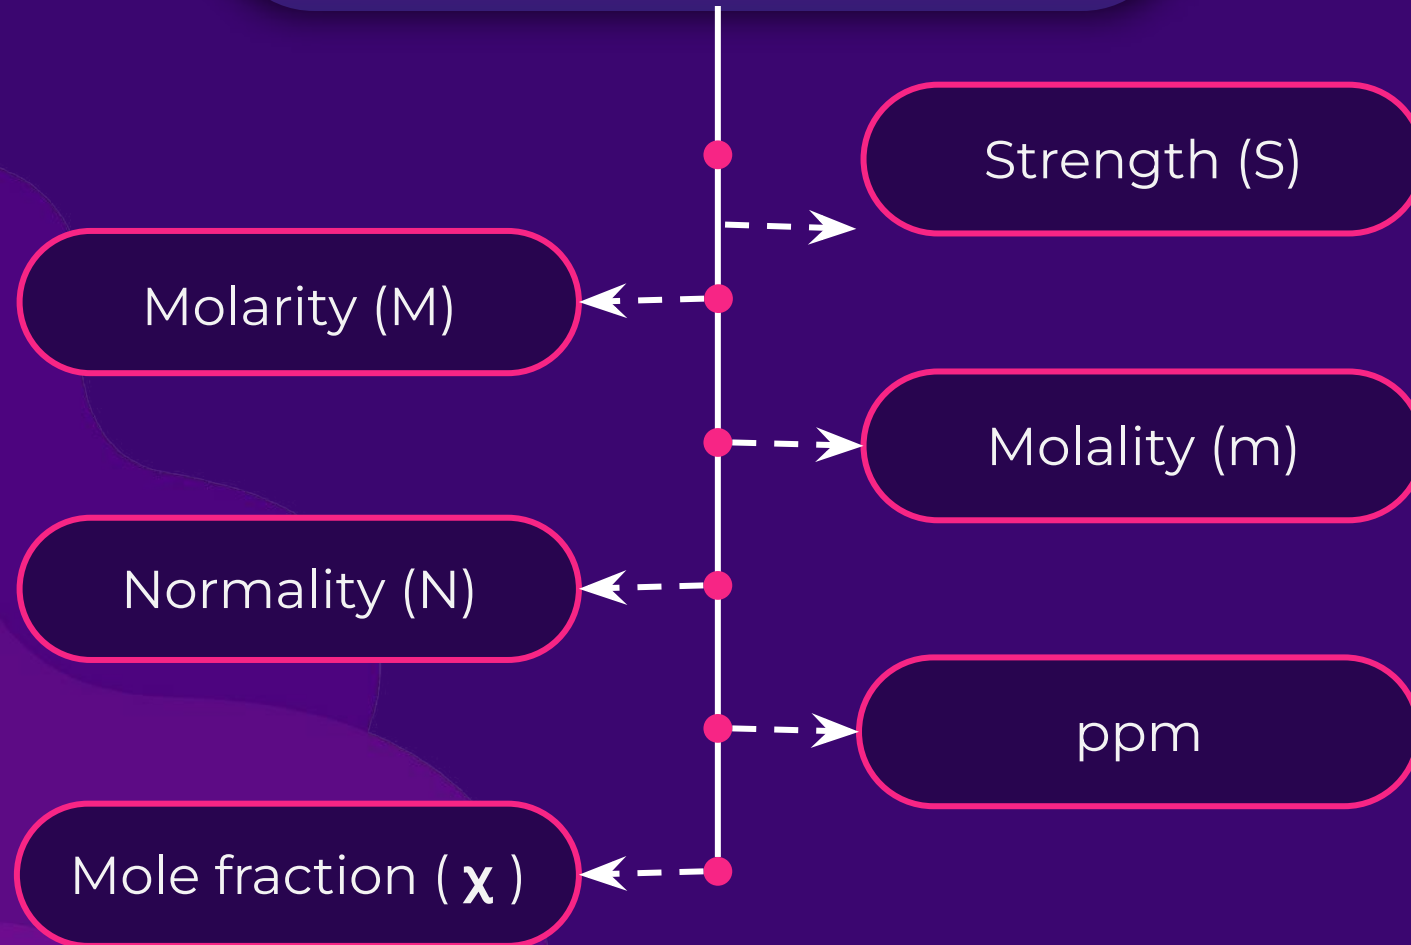 Strength (S)
Molarity (M)
Molality (m)
Normality (N)
ppm
Mole fraction ( χ )